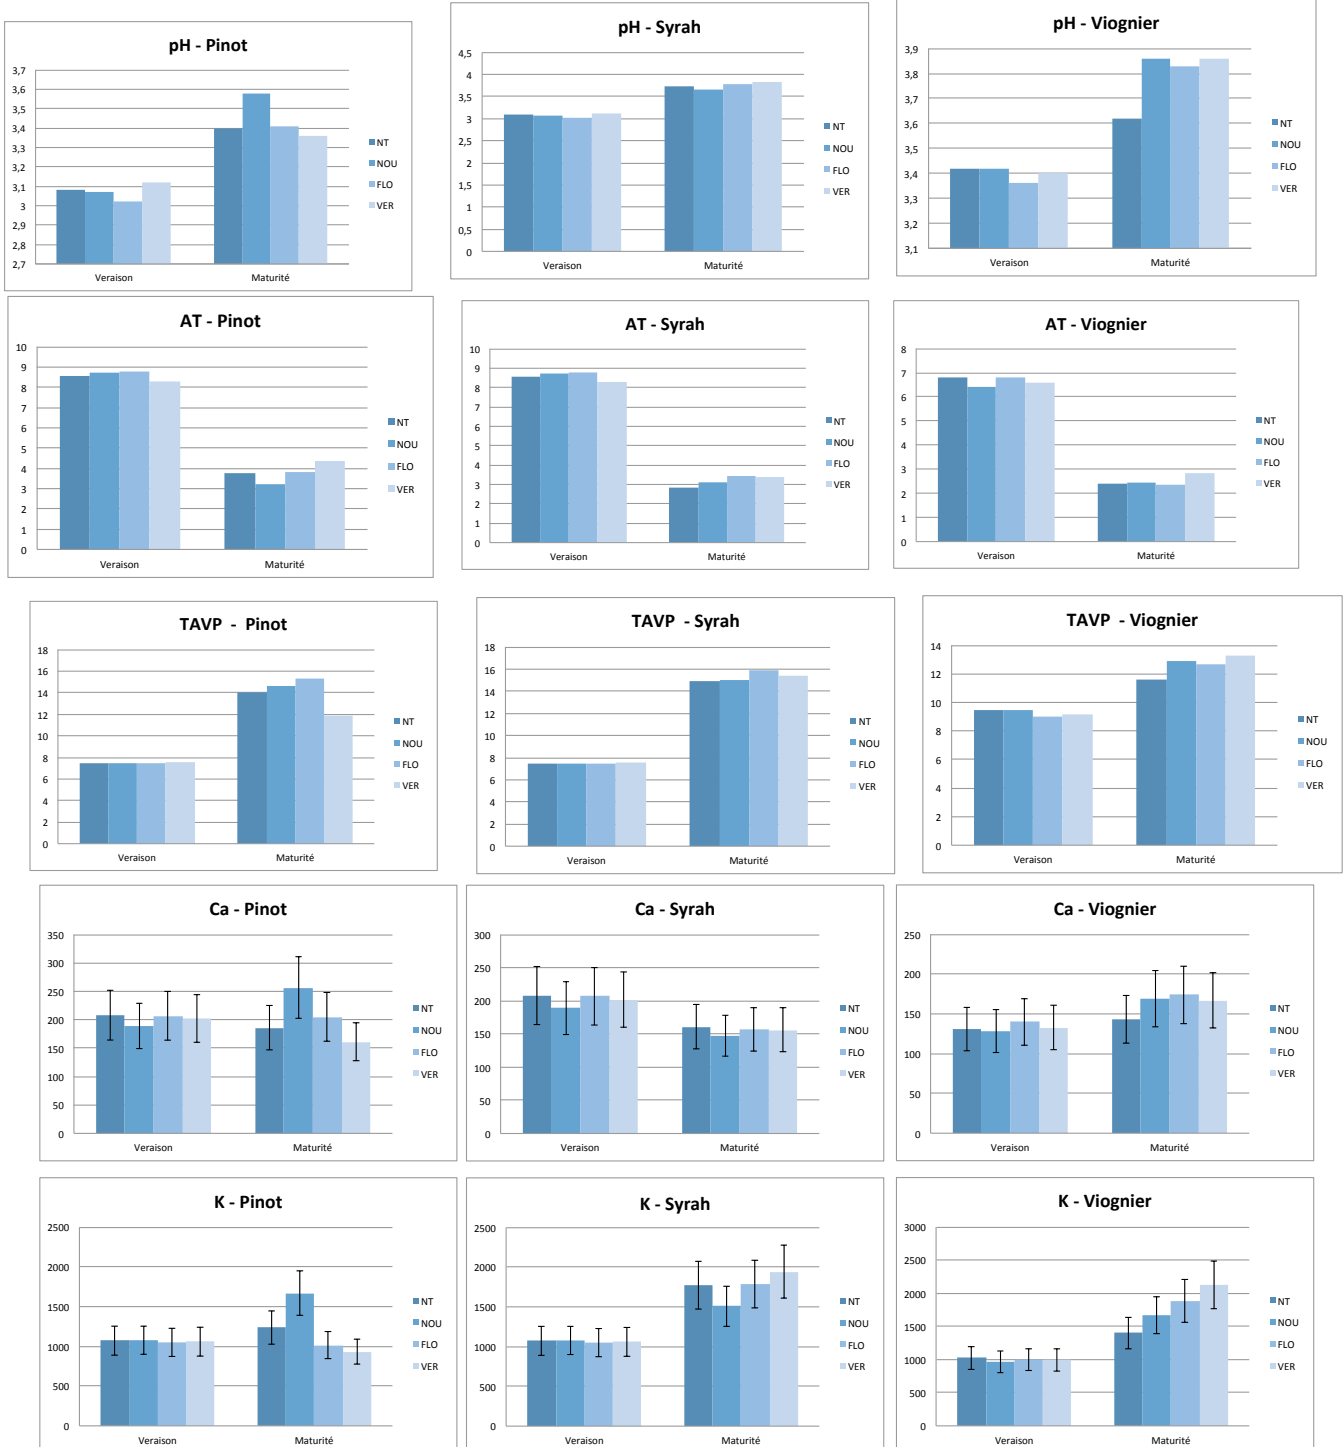 pH - Pinot
3,7
3,6
3,5
3,4
3,3
3,2
3,1
3
2,9
2,8
2,7
Veraison Maturité
NT
NOU
FLO
VER
pH - Syrah
4,5
4
3,5
3
2,5
2
1,5
1
0,5
0
Veraison Maturité
NT
NOU
FLO
VER
pH - Viognier
3,9
3,8
3,7
3,6
3,5
3,4
3,3
3,2
3,1
Veraison Maturité
NT
NOU
FLO
VER
AT - Pinot
10
9
8
7
6
5
4
3
2
1
0
Veraison Maturité
NT
NOU
FLO
VER
AT - Syrah
10
9
8
7
6
5
4
3
2
1
0
Veraison Maturité
NT
NOU
FLO
VER
AT - Viognier
8
7
6
5
4
3
2
1
0
Veraison Maturité
NT
NOU
FLO
VER
TAVP - Pinot
18
16
14
12
10
8
6
4
2
0
Veraison Maturité
NT
NOU
FLO
VER
TAVP - Syrah
18
16
14
12
10
8
6
4
2
0
Veraison Maturité
NT
NOU
FLO
VER
TAVP - Viognier
14
12
10
8
6
4
2
0
Veraison Maturité
NT
NOU
FLO
VER
Ca - Pinot
350
300
250
200
150
100
50
0
Veraison Maturité
NT
NOU
FLO
VER
Ca - Syrah
300
250
200
150
100
50
0
Veraison Maturité
NT
NOU
FLO
VER
Ca - Viognier
250
200
150
100
50
0
Veraison Maturité
NT
NOU
FLO
VER
K - Pinot
2500
2000
1500
1000
500
0
Veraison Maturité
NT
NOU
FLO
VER
K - Syrah
2500
2000
1500
1000
500
0
Veraison Maturité
NT
NOU
FLO
VER
K - Viognier
3000
2500
2000
1500
1000
500
0
Veraison Maturité
NT
NOU
FLO
VER